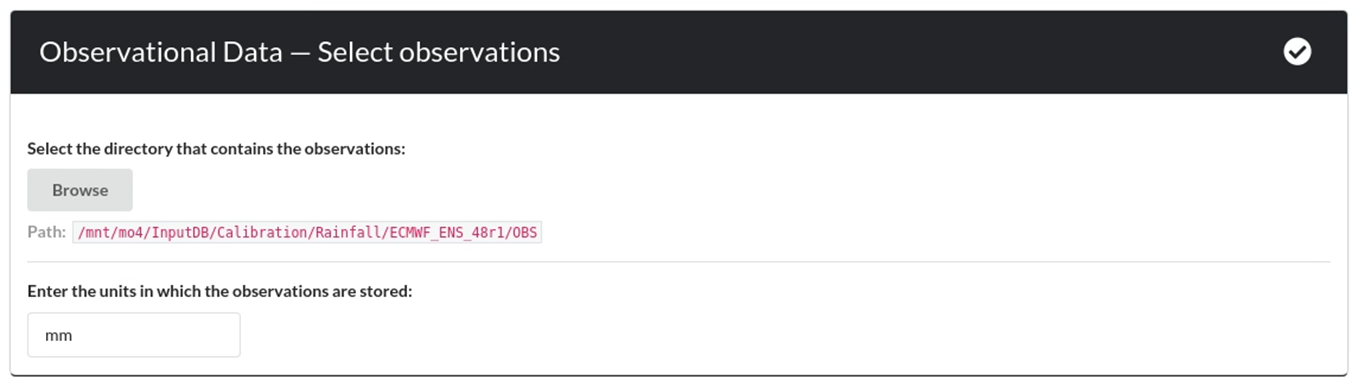 Observational Data — Select observations
Select the directory that contains the observations:
Browse
Path: /mnt/mo4/InputDB/Calibration/Rainfall/ECMWF_ENS_48r1/OBS
Enter the units in which the observations are stored:
mm